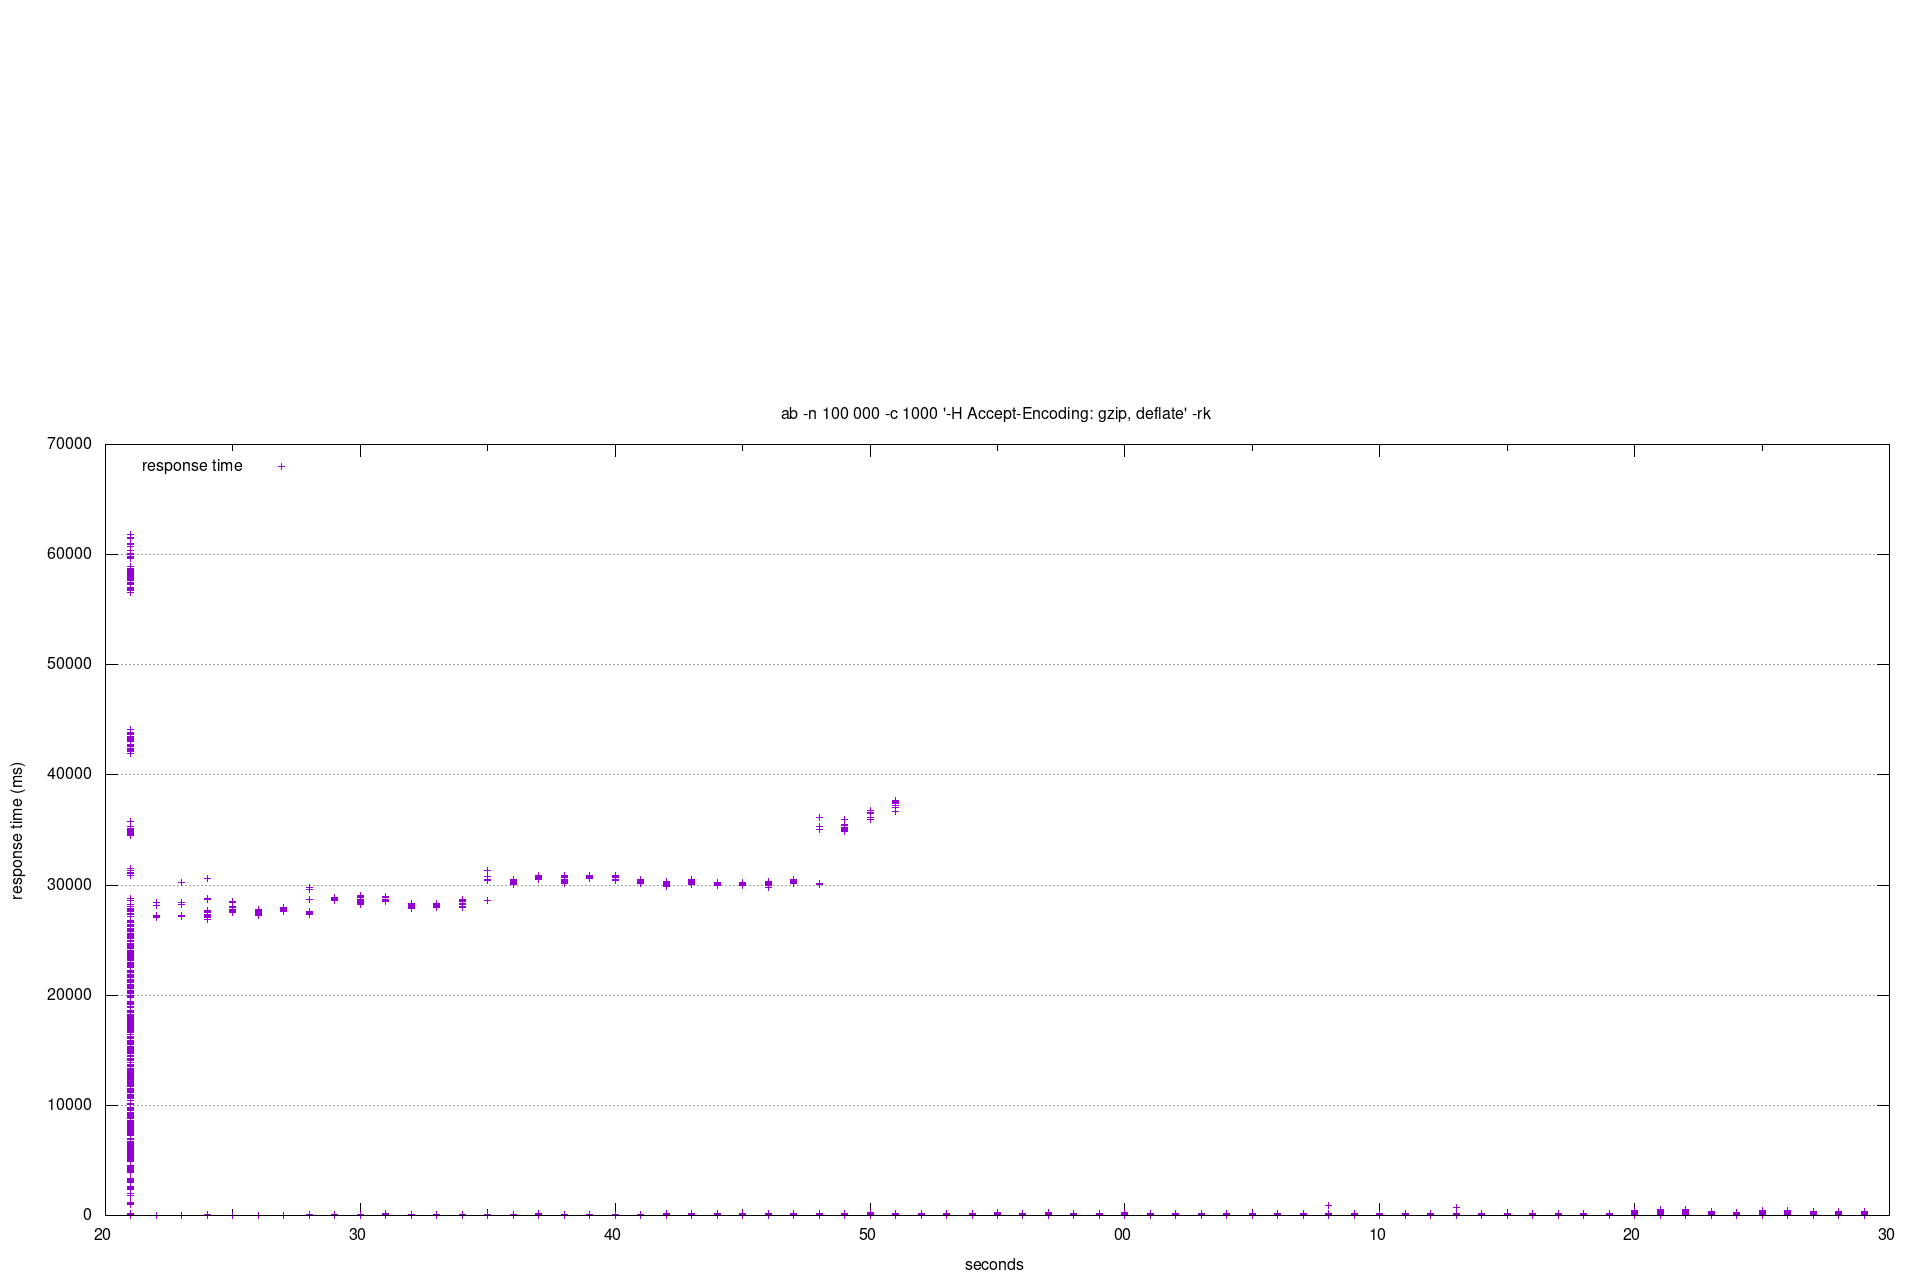 ab -n 100 000 -c 1000 '-H Accept-Encoding: gzip, deflate' -rk
70000
response time
60000
50000
40000
30000
20000
10000
0
response time (ms)
20 30 40 50 00 10 20 30
seconds